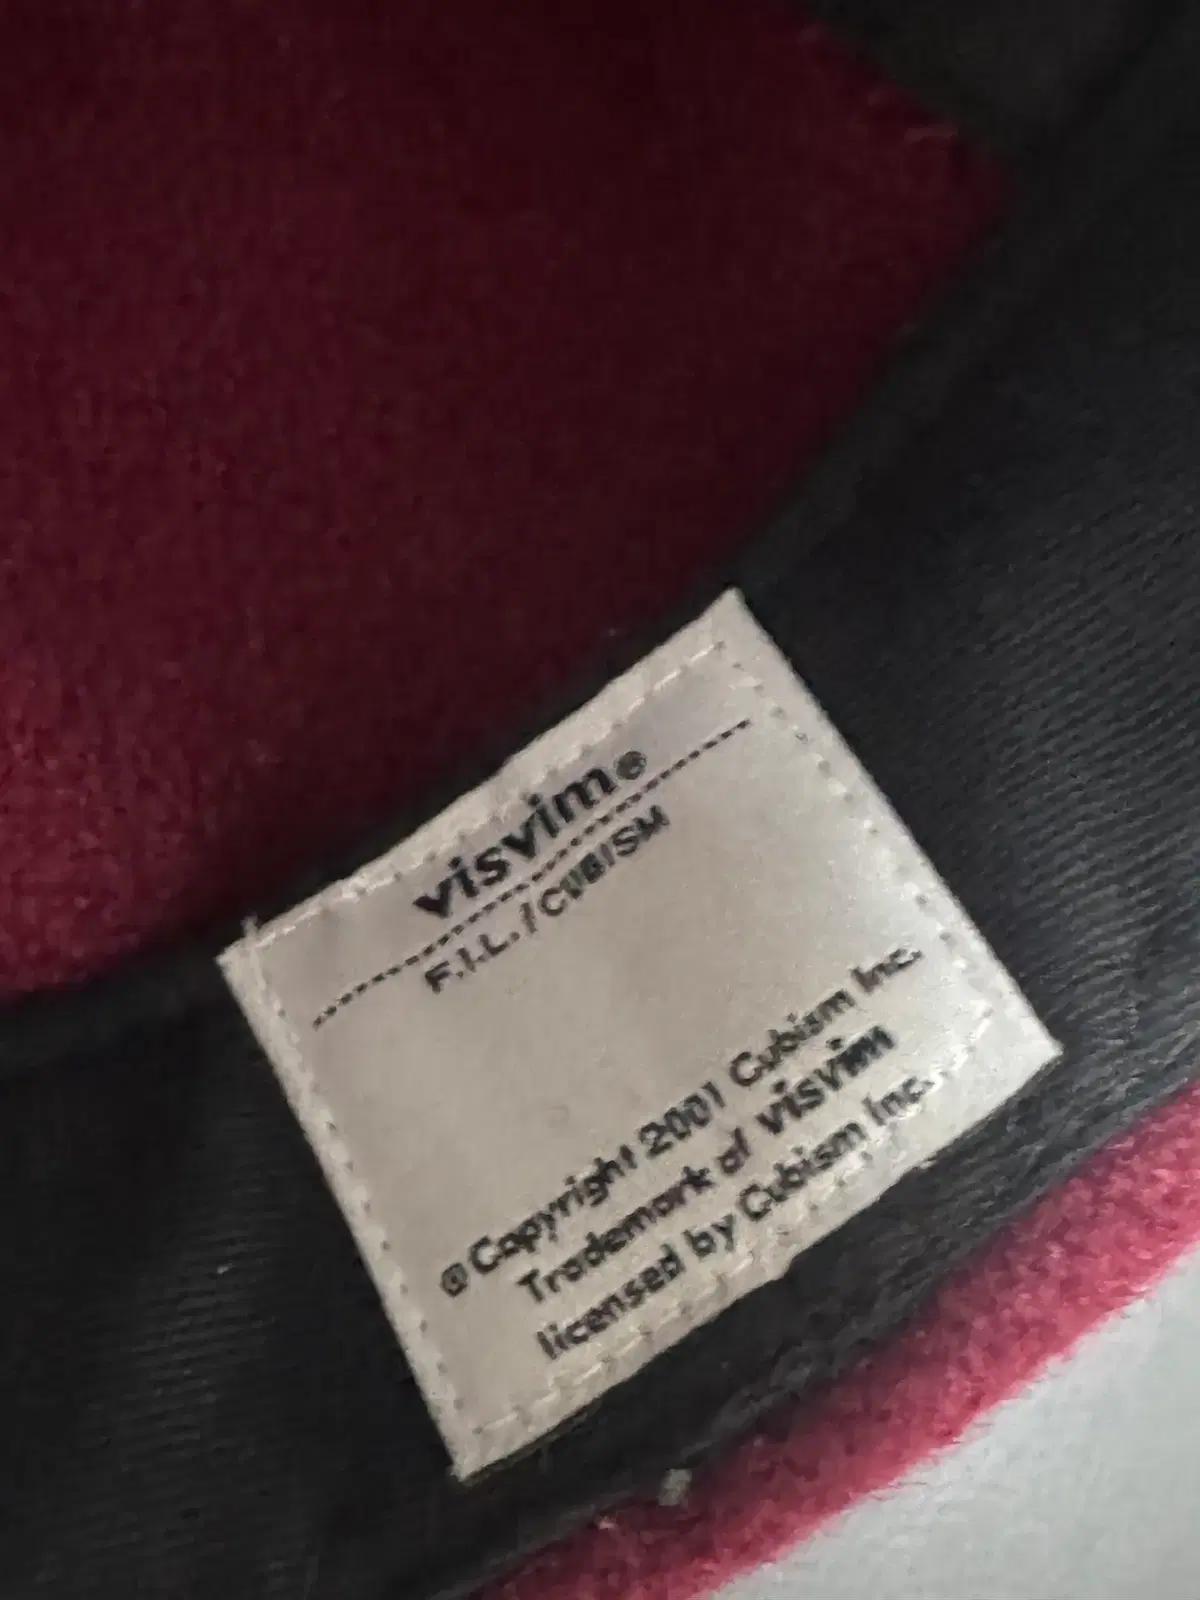 visvim®
F.I.L. / CUBISM
©Copyright 2001 Cubism Inc.
Trademark of visvim
licensed by Cubism Inc.